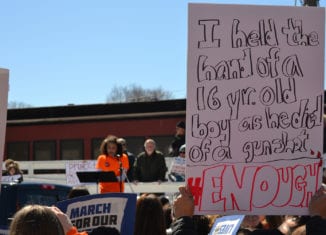 I held the
hand of a
16 yr. old
boy as he died
of a gunshot.
#ENOUGH
MARCH
FOR OUR